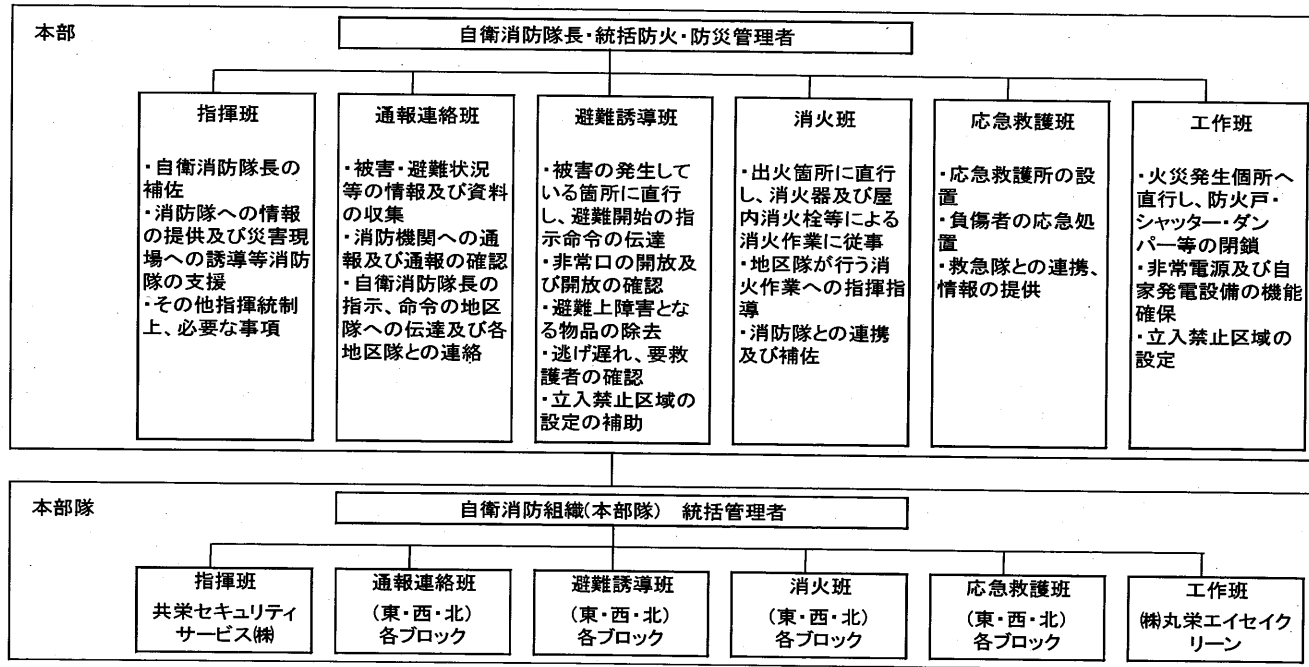 本部
自衛消防隊長・統括防火・防災管理者
指揮班
・自衛消防隊長の
補佐
・消防隊への情報
の提供及び災害現
場への誘導等消防
隊の支援
・その他指揮統制
上、必要な事項
通報連絡班
・被害・避難状況
等の情報及び資料
の収集
・消防機関への通
報及び通報の確認
・自衛消防隊長の
指示、命令の地区
隊への伝達及び各
地区隊との連絡
避難誘導班
・被害の発生して
いる箇所に直行
し、避難開始の指
示命令の伝達
・非常口の開放及
び開放の確認
・避難上障害とな
る物品の除去
・逃げ遅れ、要救
護者の確認
・立入禁止区域の
設定の補助
消火班
・出火箇所に直行
し、消火器及び屋
内消火栓等による
消火作業に従事
・地区隊が行う消
火作業への指揮指
導
・消防隊との連携
及び補佐
応急救護班
・応急救護所の設
置
・負傷者の応急処
置
・救急隊との連携、
情報の提供
工作班
・火災発生個所へ
直行し、防火戸・
シャッター・ダン
パー等の閉鎖
・非常電源及び自
家発電設備の機能
確保
・立入禁止区域の
設定
本部隊
自衛消防組織(本部隊) 統括管理者
指揮班
共栄セキュリティ
サービス㈱
通報連絡班
(東・西・北)
各ブロック
避難誘導班
(東・西・北)
各ブロック
消火班
(東・西・北)
各ブロック
応急救護班
(東・西・北)
各ブロック
工作班
㈱丸栄エイセイク
リーン